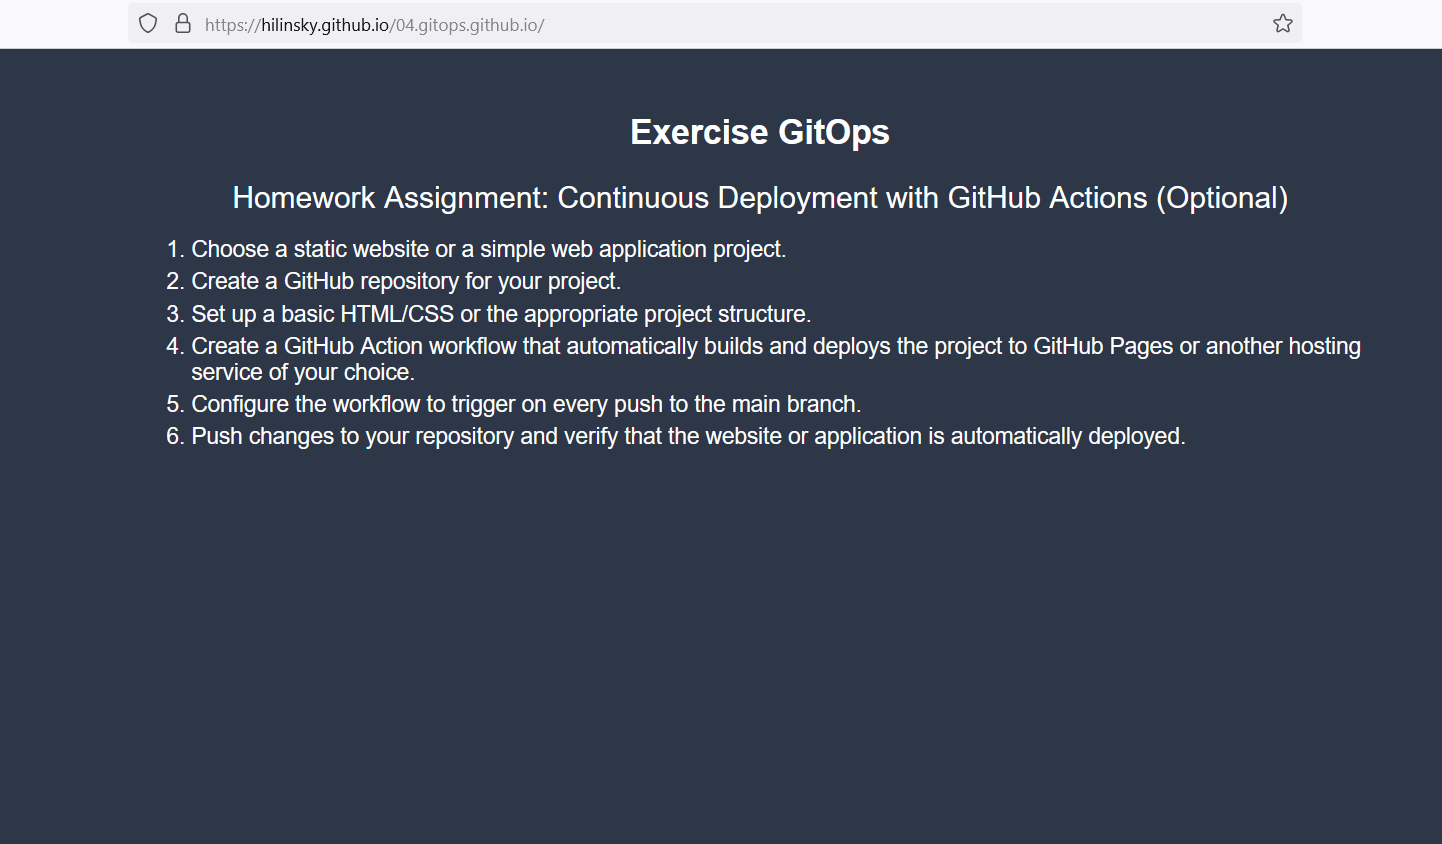 https://hilinsky.github.io/04.gitops.github.io/
Exercise GitOps
Homework Assignment: Continuous Deployment with GitHub Actions (Optional)
1. Choose a static website or a simple web application project.
2. Create a GitHub repository for your project.
3. Set up a basic HTML/CSS or the appropriate project structure.
4. Create a GitHub Action workflow that automatically builds and deploys the project to GitHub Pages or another hosting
service of your choice.
5. Configure the workflow to trigger on every push to the main branch.
6. Push changes to your repository and verify that the website or application is automatically deployed.